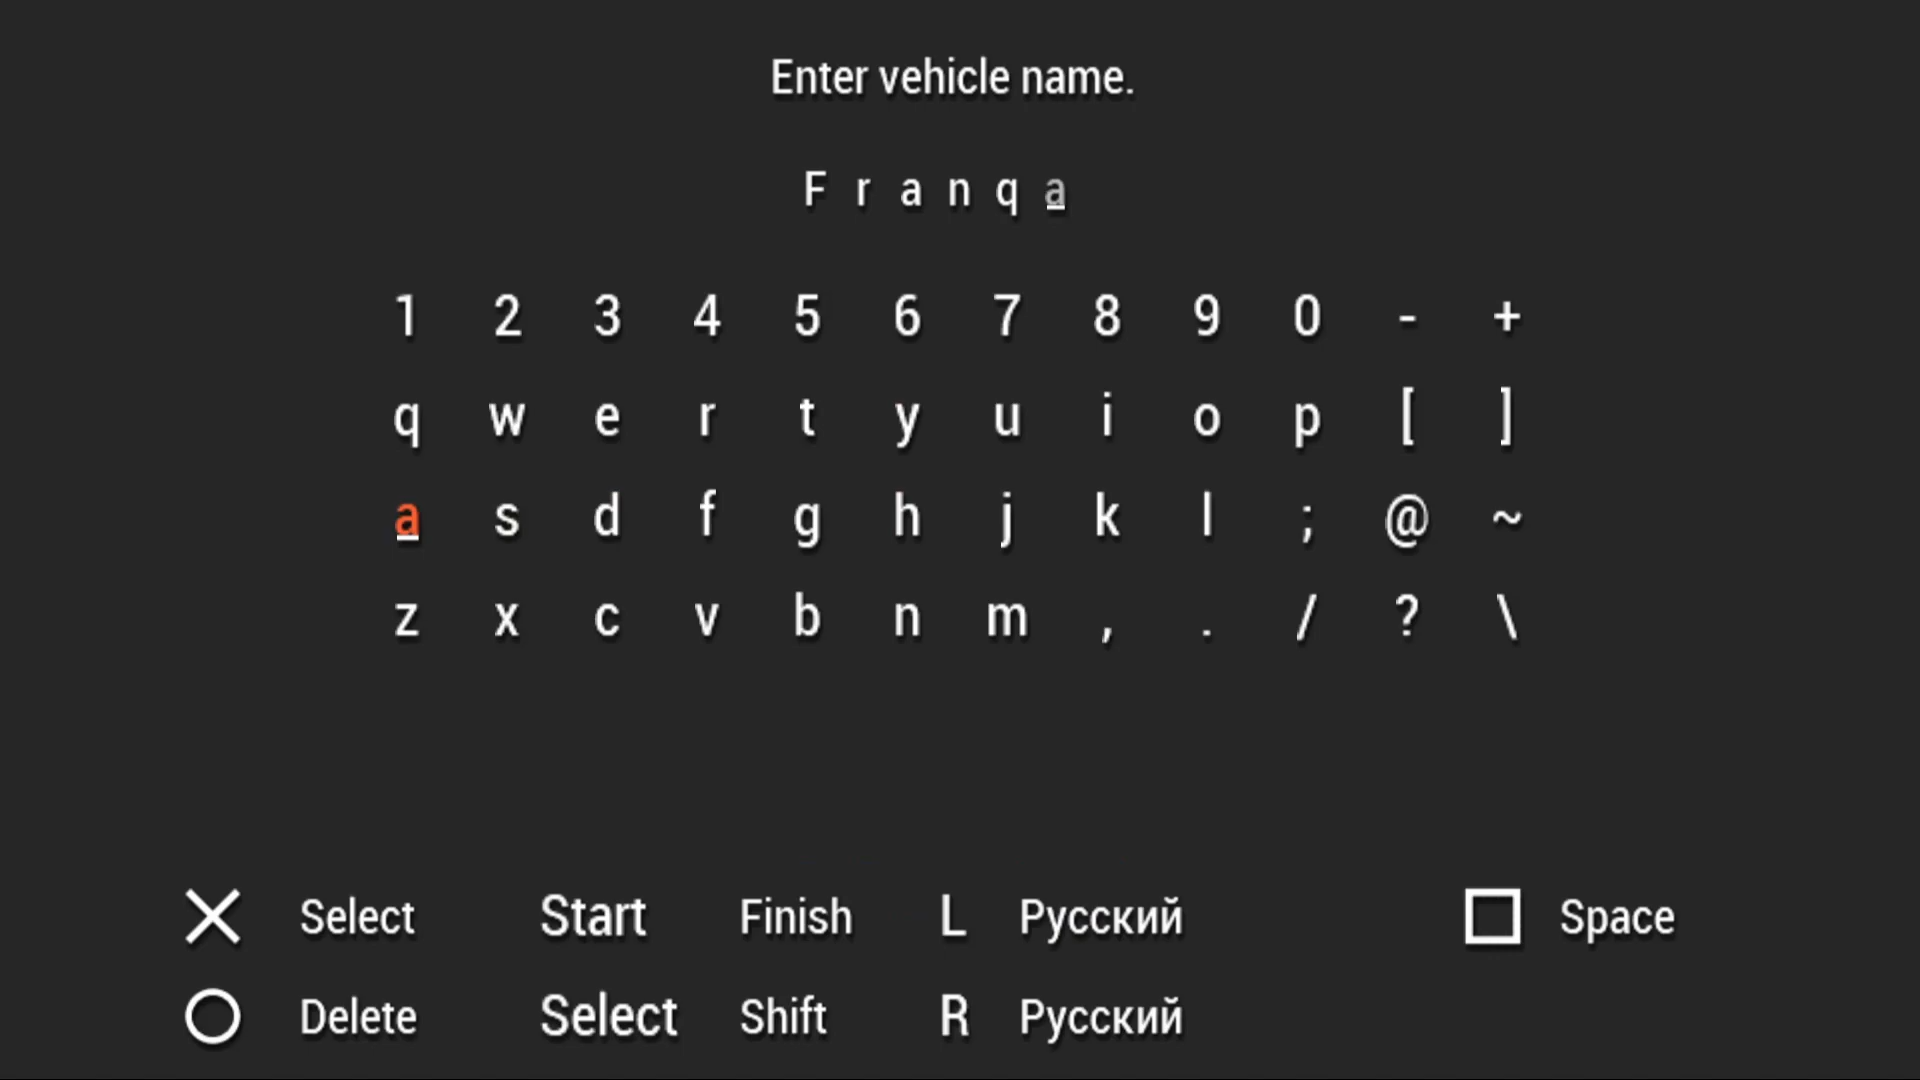 Enter vehicle name.
F r a n q a
1 2 3 4 5 6 7 8 9 0 - +
q w e r t y u i o p [ ]
a s d f g h j k l ; @ ~
z x c v b n m , . / ? \
Select Start Finish L Русский Space
Delete Select Shift R Русский